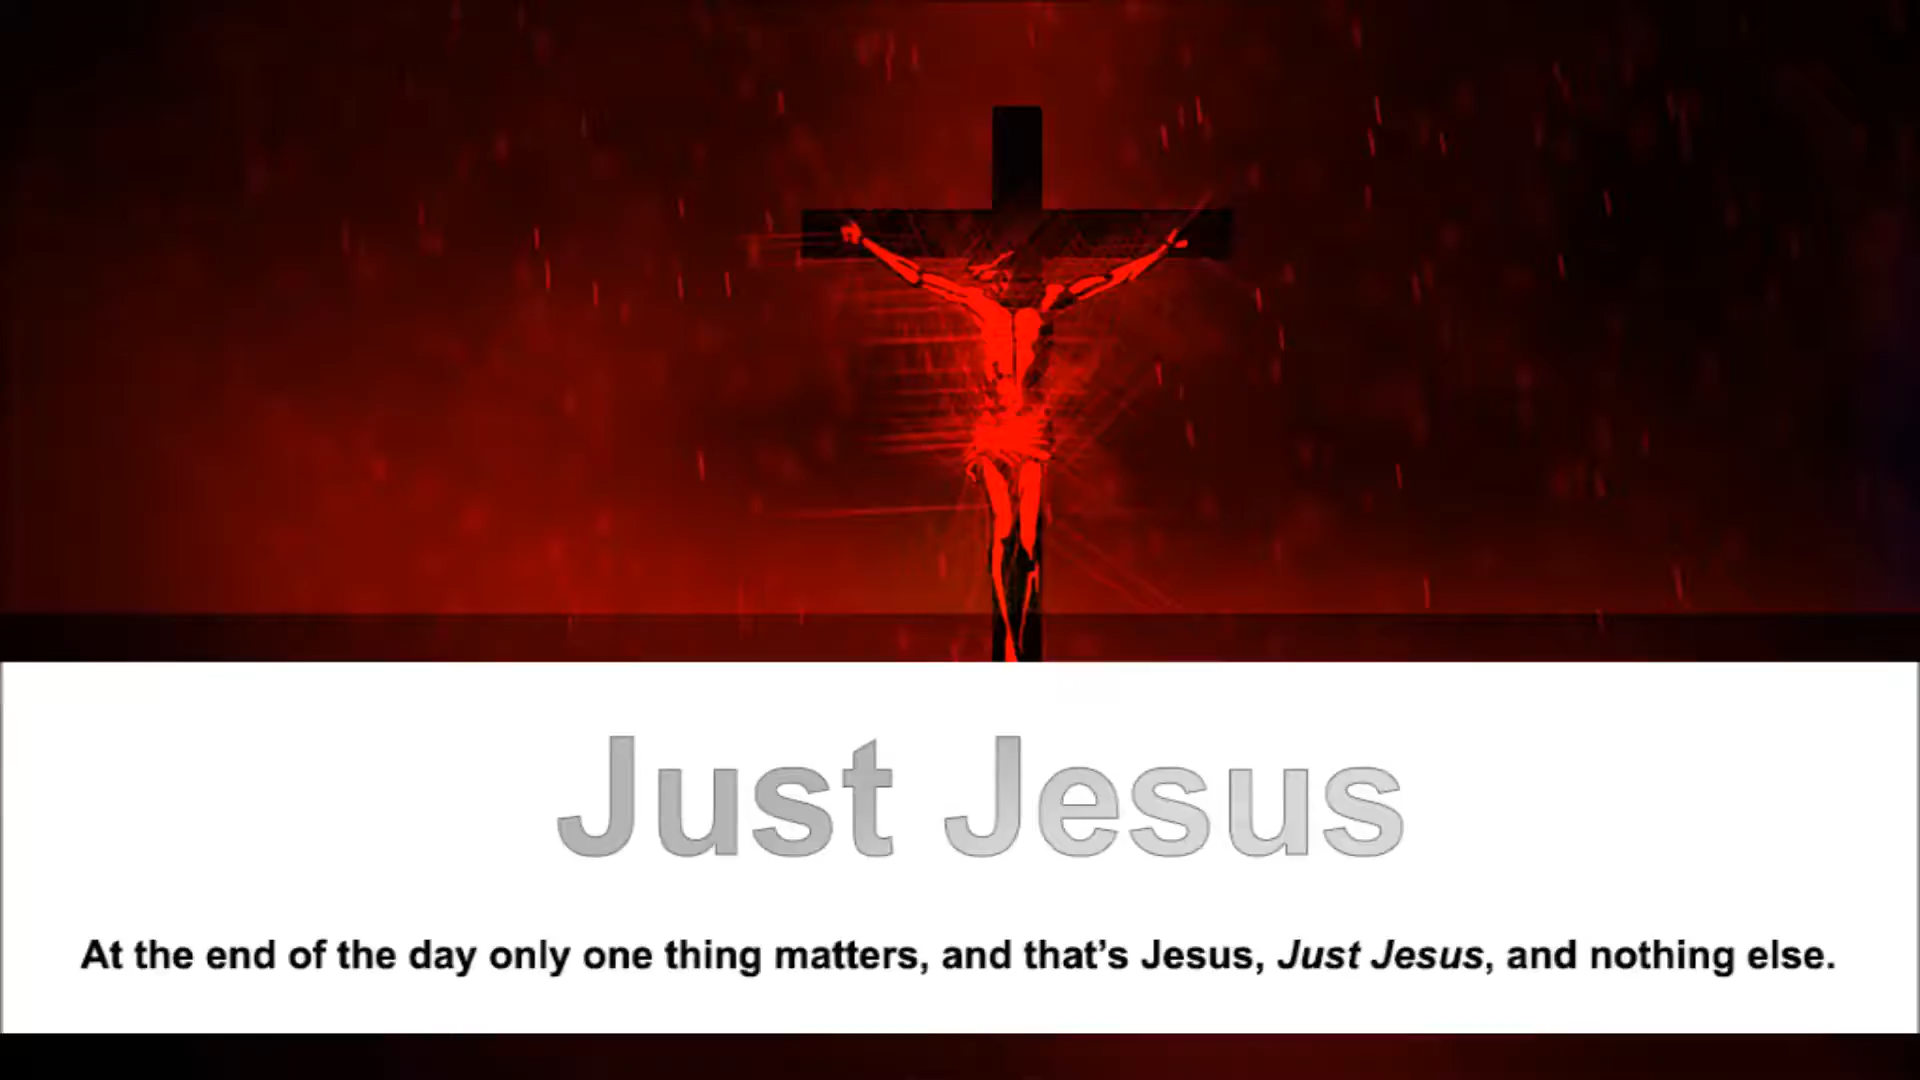 Just Jesus
At the end of the day only one thing matters, and that’s Jesus, Just Jesus, and nothing else.